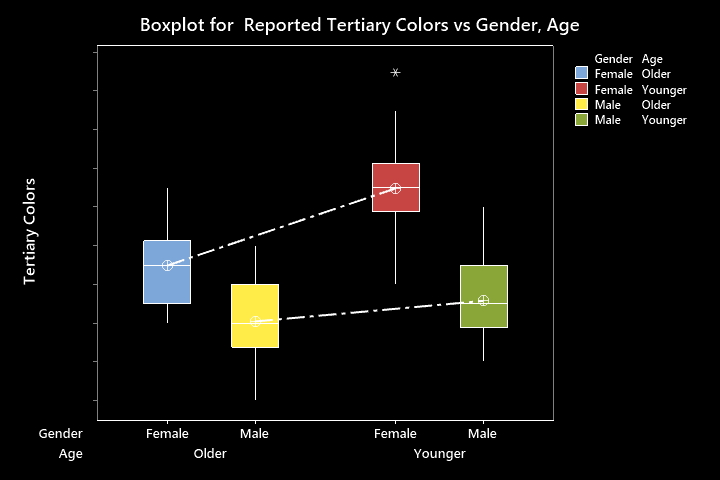 Boxplot for  Reported Tertiary Colors vs Gender, Age
Gender Age
Female Older
Female Younger
Male Older
Male Younger
Tertiary Colors
Gender Female Male Female Male
Age Older Younger